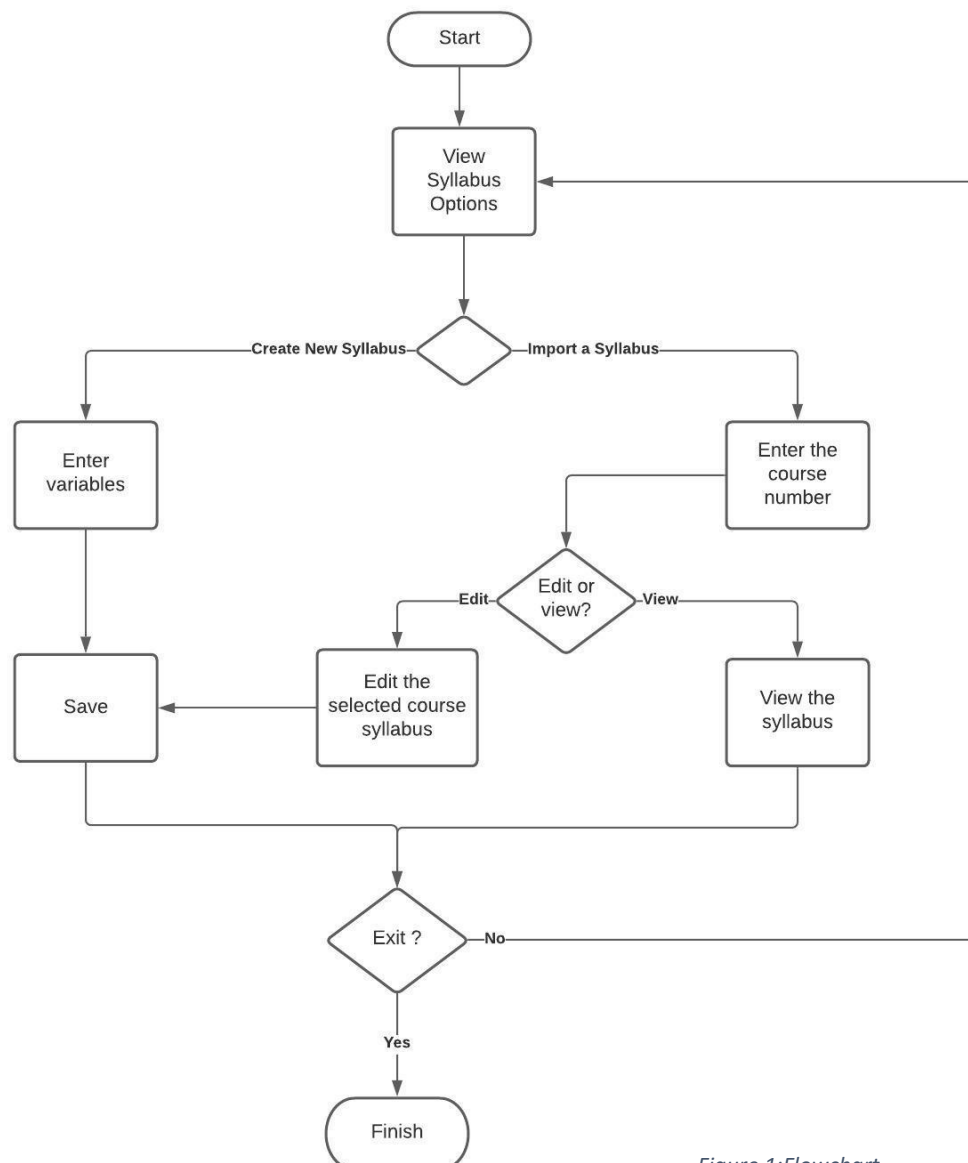 Start
View
Syllabus
Options
Create New Syllabus
Import a Syllabus
Enter
variables
Enter the
course
number
Edit or
view?
Edit
View
Save
Edit the
selected course
syllabus
View the
syllabus
Exit ?
No
Yes
Finish
Figure 1:Flowchart